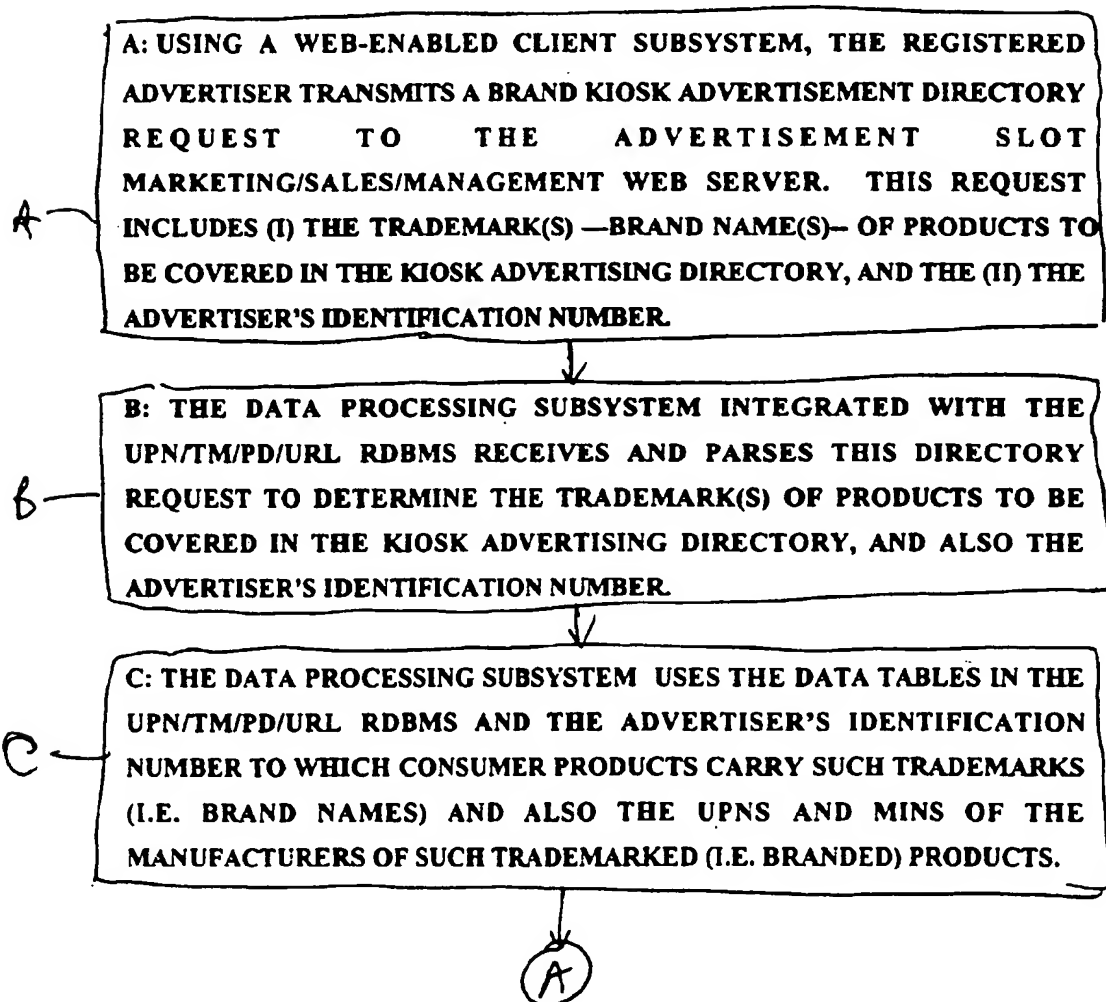 A: USING A WEB-ENABLED CLIENT SUBSYSTEM, THE REGISTERED
ADVERTISER TRANSMITS A BRAND KIOSK ADVERTISEMENT DIRECTORY
REQUEST TO THE ADVERTISEMENT SLOT
MARKETING/SALES/MANAGEMENT WEB SERVER. THIS REQUEST
A
INCLUDES (I) THE TRADEMARK(S) —BRAND NAME(S)– OF PRODUCTS TO
BE COVERED IN THE KIOSK ADVERTISING DIRECTORY, AND THE (II) THE
ADVERTISER'S IDENTIFICATION NUMBER.
B: THE DATA PROCESSING SUBSYSTEM INTEGRATED WITH THE
UPN/TM/PD/URL RDBMS RECEIVES AND PARSES THIS DIRECTORY
B
REQUEST TO DETERMINE THE TRADEMARK(S) OF PRODUCTS TO BE
COVERED IN THE KIOSK ADVERTISING DIRECTORY, AND ALSO THE
ADVERTISER'S IDENTIFICATION NUMBER.
C: THE DATA PROCESSING SUBSYSTEM USES THE DATA TABLES IN THE
UPN/TM/PD/URL RDBMS AND THE ADVERTISER'S IDENTIFICATION
C
NUMBER TO WHICH CONSUMER PRODUCTS CARRY SUCH TRADEMARKS
(I.E. BRAND NAMES) AND ALSO THE UPNS AND MINS OF THE
MANUFACTURERS OF SUCH TRADEMARKED (I.E. BRANDED) PRODUCTS.
A